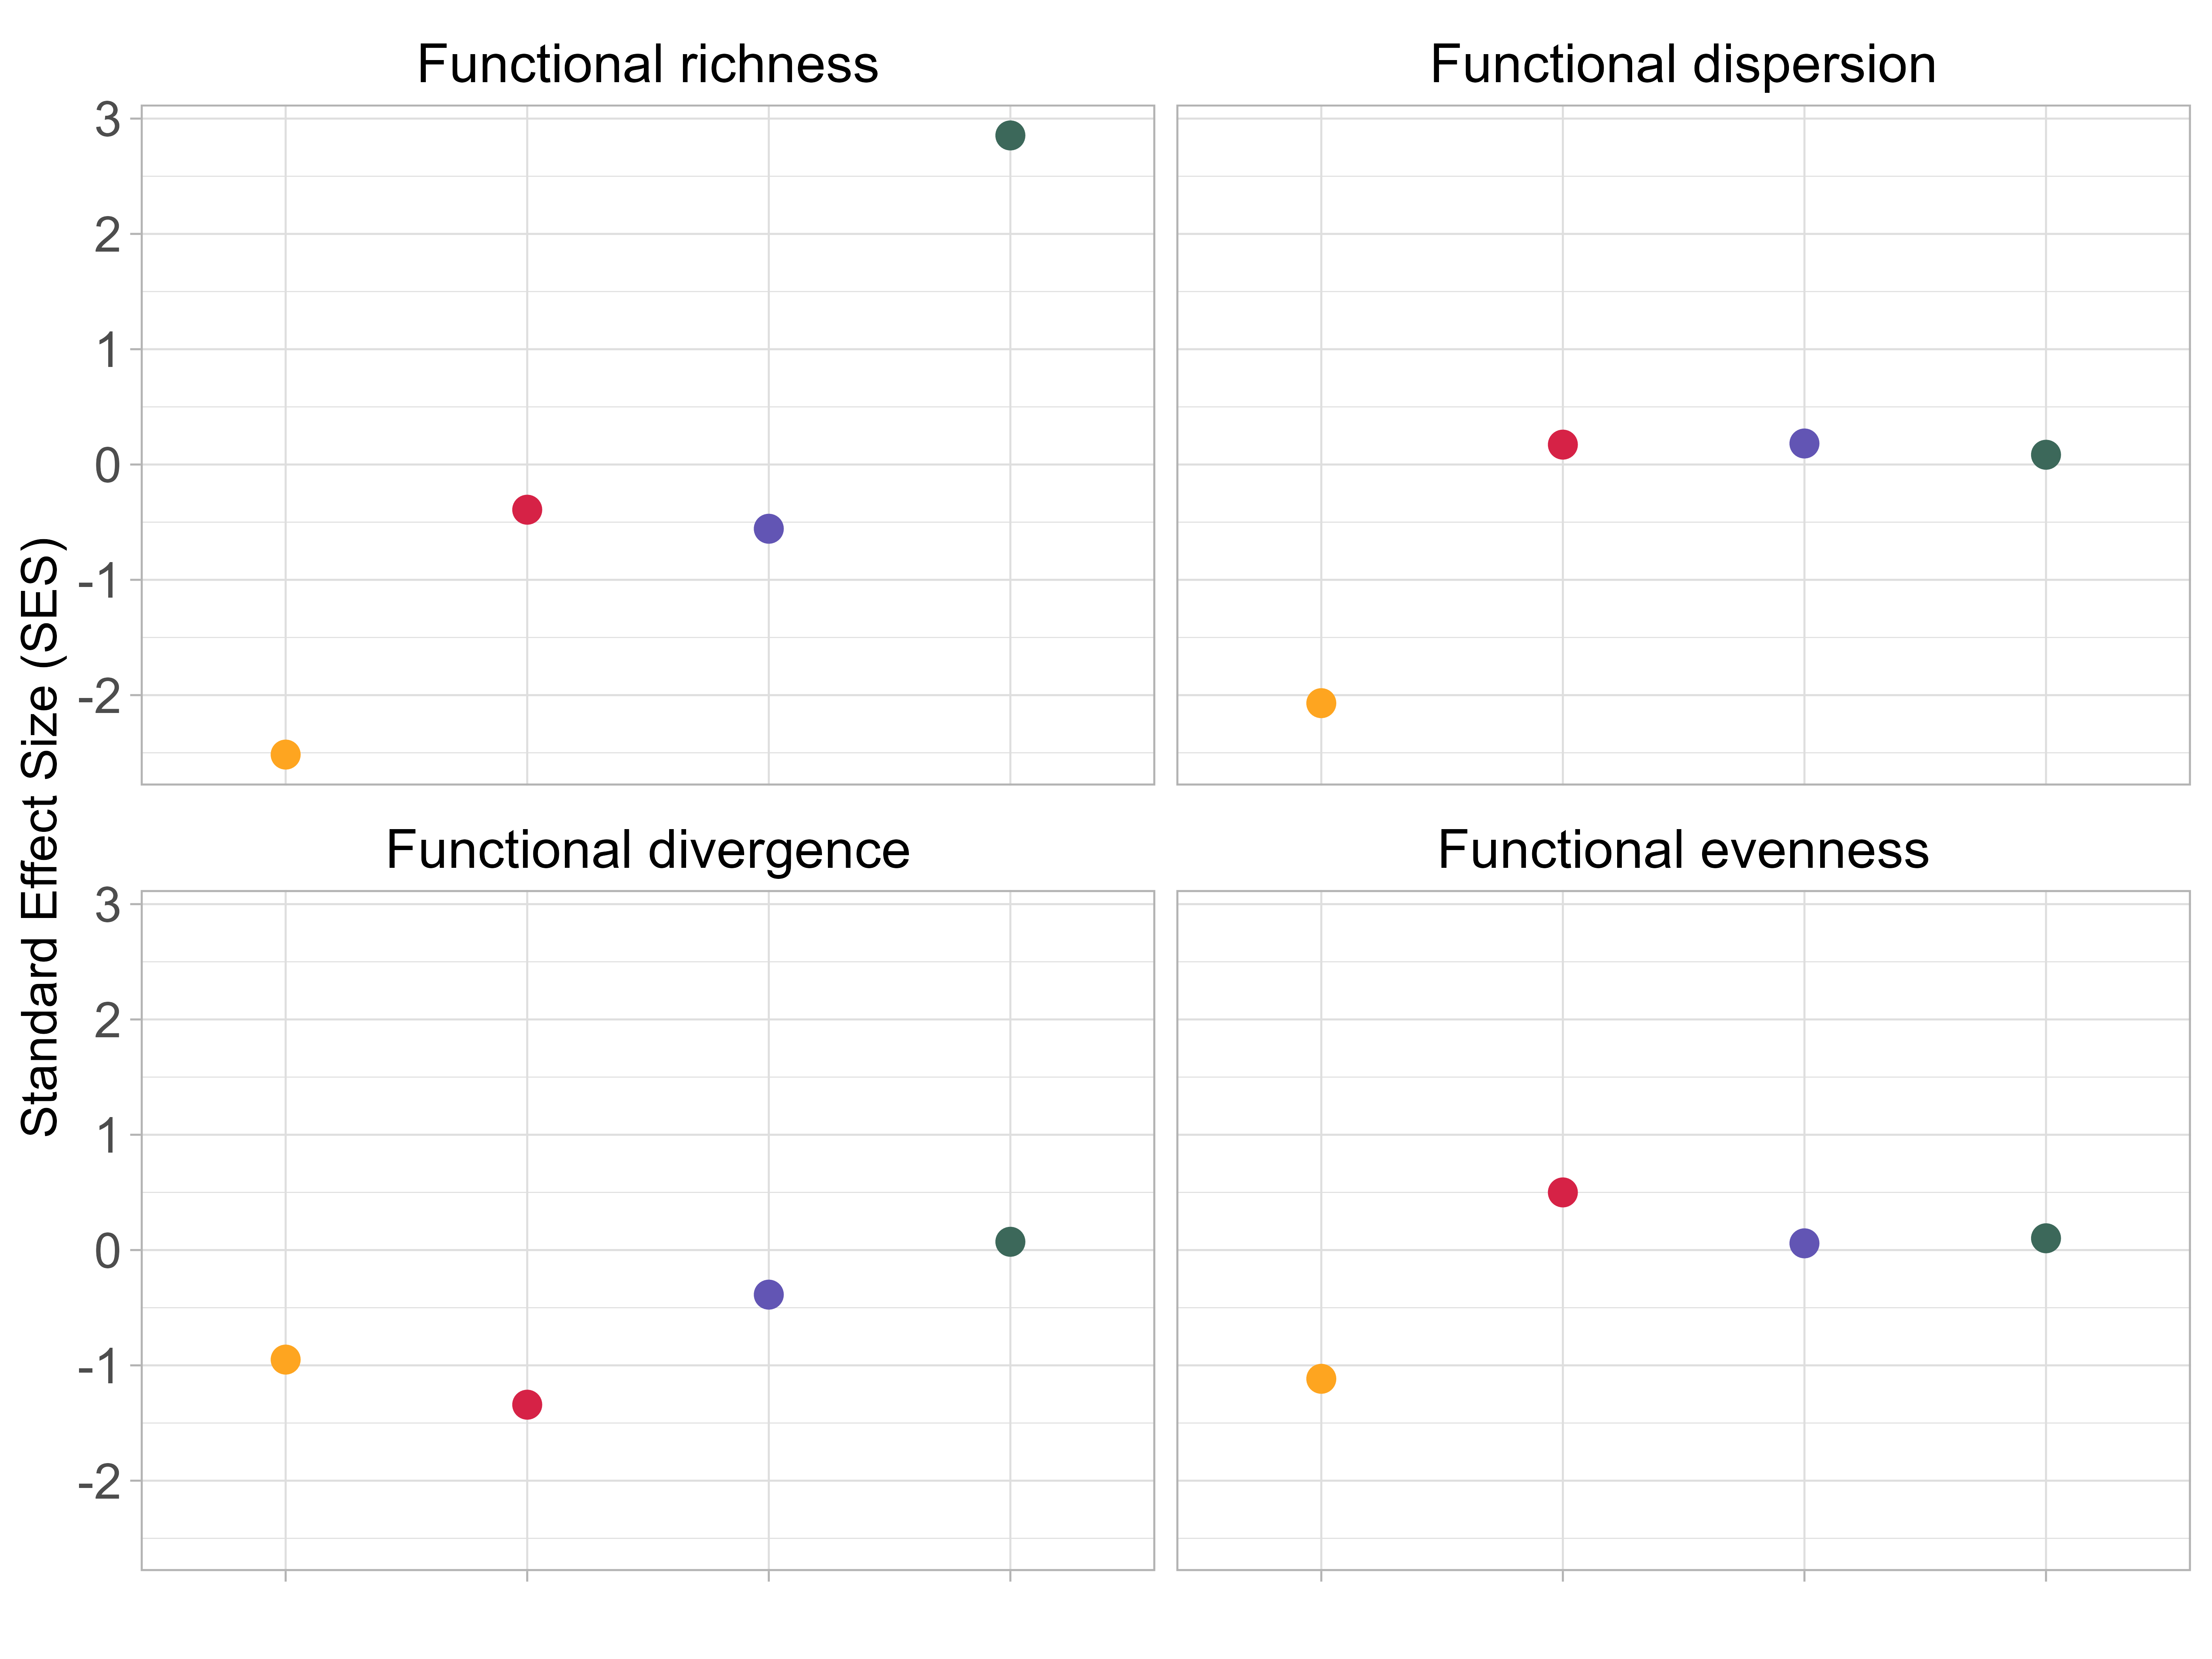 Functional richness
Functional dispersion
3
2
1
0
-1
-2
Functional divergence
Functional evenness
3
2
1
0
-1
-2
Standard Effect Size (SES)